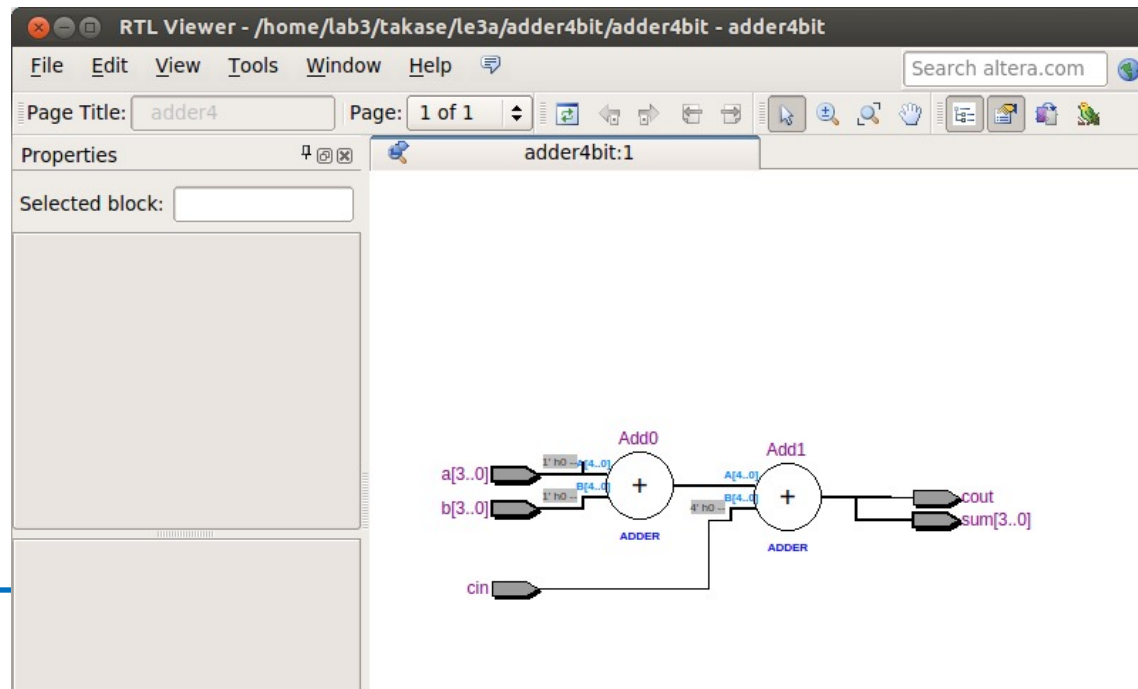 RTL Viewer - /home/lab3/takase/le3a/adder4bit/adder4bit - adder4bit
File Edit View Tools Window Help
Search altera.com
Page Title: adder4 Page: 1 of 1
Properties
adder4bit:1
Selected block:
Add0
Add1
a[3..0]
1' h0 --
A[4..0]
b[3..0]
1' h0 --
B[4..0]
+
ADDER
A[4..0]
B[4..0]
4' h0 --
+
ADDER
cout
sum[3..0]
cin